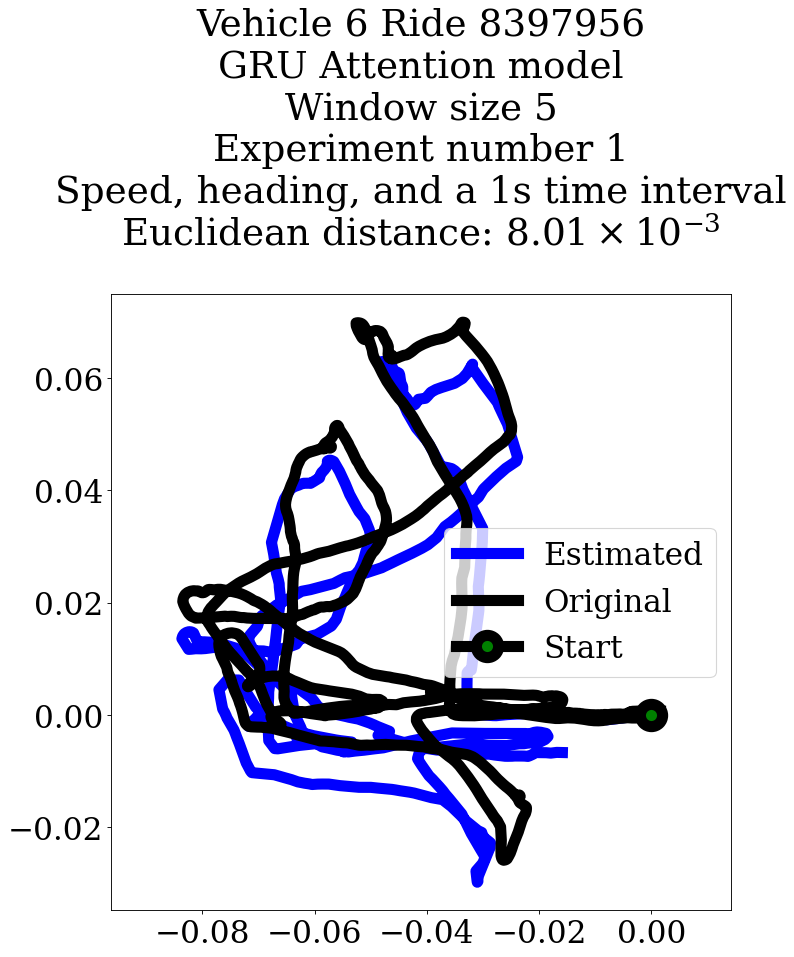 Vehicle 6 Ride 8397956
GRU Attention model
Window size 5
Experiment number 1
Speed, heading, and a 1s time interval
Euclidean distance: 8.01 × 10⁻³
0.06
0.04
0.02
0.00
−0.02
Estimated
Original
Start
−0.08 −0.06 −0.04 −0.02 0.00